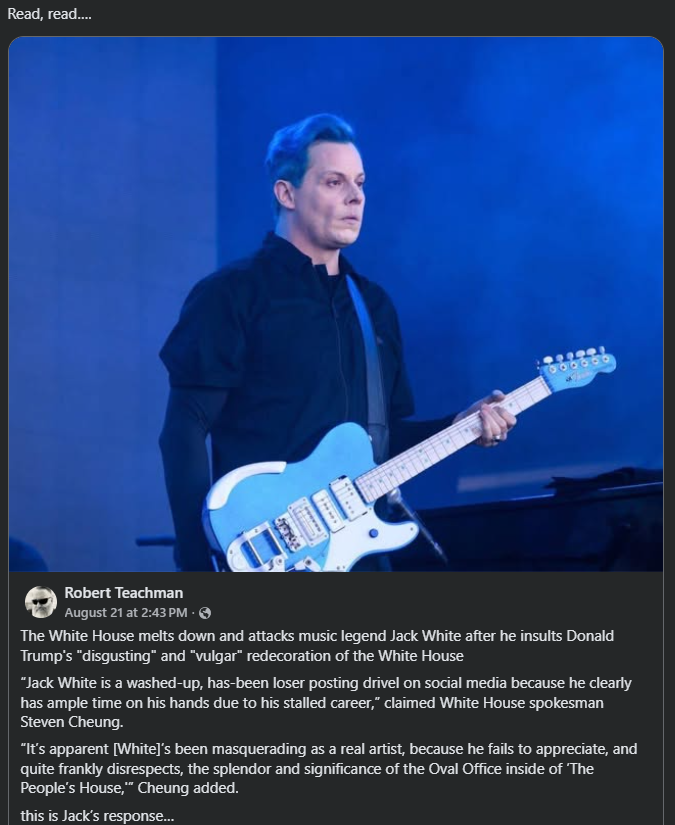 Read, read....
Robert Teachman
August 21 at 2:43 PM ·
The White House melts down and attacks music legend Jack White after he insults Donald
Trump's "disgusting" and "vulgar" redecoration of the White House
“Jack White is a washed-up, has-been loser posting drivel on social media because he clearly
has ample time on his hands due to his stalled career,” claimed White House spokesman
Steven Cheung.
“It’s apparent [White]’s been masquerading as a real artist, because he fails to appreciate, and
quite frankly disrespects, the splendor and significance of the Oval Office inside of ‘The
People’s House,’” Cheung added.
this is Jack’s response...